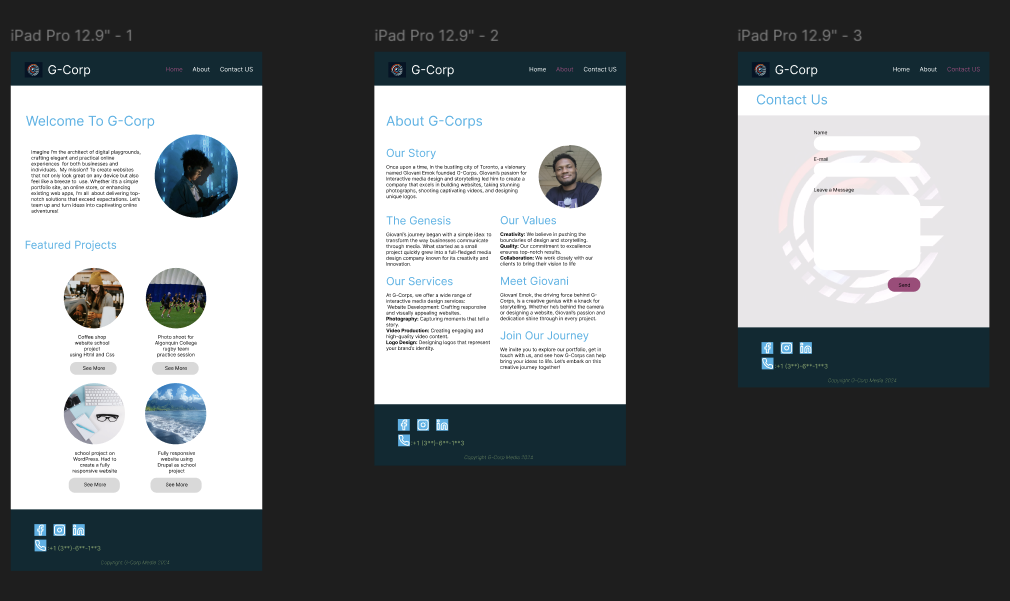 iPad Pro 12.9" - 1
G-Corp
Home About Contact US
Welcome To G-Corp
imagine I'm the architect of digital playgrounds,
crafting elegant and practical online
experiences for both businesses and
individuals. My mission? To create websites
that not only look great on any device but also
feel like a breeze to use. Whether it's a simple
portfolio site, an online store, or enhancing
existing web apps, I'm all about delivering top-
notch solutions that exceed expectations. Let's
team up and turn ideas into captivating online
adventures!
Featured Projects
Coffee shop
website school
project
using Html and Css
See More
Photo shoot for
Algonquin College
rugby team
practice session
See More
school project on
WordPress. Had to
create a fully
responsive website
See More
Fully responsive
website using
Drupal as school
project
See More
:+1 (3**)-6**-1**3
Copyright G-Corp Media 2024
iPad Pro 12.9" - 2
G-Corp
Home About Contact US
About G-Corps
Our Story
Once upon a time, in the bustling city of Toronto, a visionary
named Giovani Emok founded G-Corps. Giovani's passion for
interactive media design and storytelling led him to create a
company that excels in building websites, taking stunning
photographs, shooting captivating videos, and designing
unique logos.
The Genesis
Giovani's journey began with a simple idea: to
transform the way businesses communicate
through media. What started as a small
project quickly grew into a full-fledged media
design company known for its creativity and
innovation
Our Values
Creativity: We believe in pushing the
boundaries of design and storytelling.
Quality: Our commitment to excellence
ensures top-notch results.
Collaboration: We work closely with our
clients to bring their vision to life
Our Services
At G-Corps, we offer a wide range of
interactive media design services:
Website Development: Crafting responsive
and visually appealing websites.
Photography: Capturing moments that tell a
story.
Video Production: Creating engaging and
high-quality video content.
Logo Design: Designing logos that represent
your brand's identity.
Meet Giovani
Giovani Emok, the driving force behind G-
Corps, is a creative genius with a knack for
storytelling. Whether he's behind the camera
or designing a website, Giovani's passion and
dedication shine through in every project.
Join Our Journey
We invite you to explore our portfolio, get in
touch with us, and see how G-Corps can help
bring your ideas to life. Let's embark on this
creative journey together!
:+1 (3**)-6**-1**3
Copyright G-Corp Media 2024
iPad Pro 12.9" - 3
G-Corp
Home About Contact US
Contact Us
Name
E-mail
Leave a Message
Send
:+1 (3**)-6**-1**3
Copyright G-Corp Media 2024